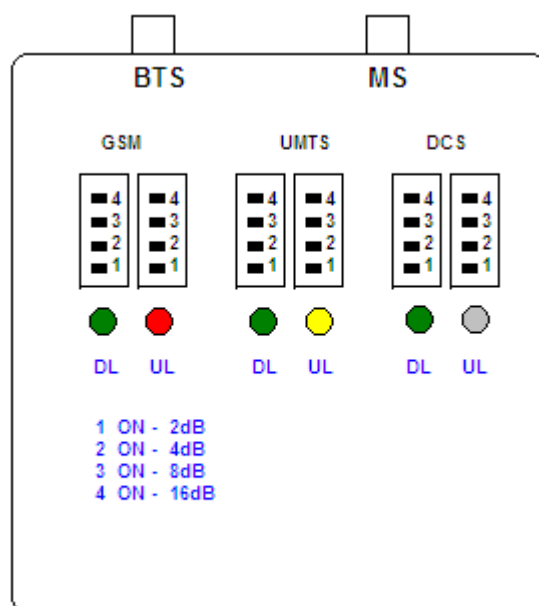 BTS MS
GSM UMTS DCS
4 4 4 4 4 4
3 3 3 3 3 3
2 2 2 2 2 2
1 1 1 1 1 1
DL UL DL UL DL UL
1 ON - 2dB
2 ON - 4dB
3 ON - 8dB
4 ON - 16dB